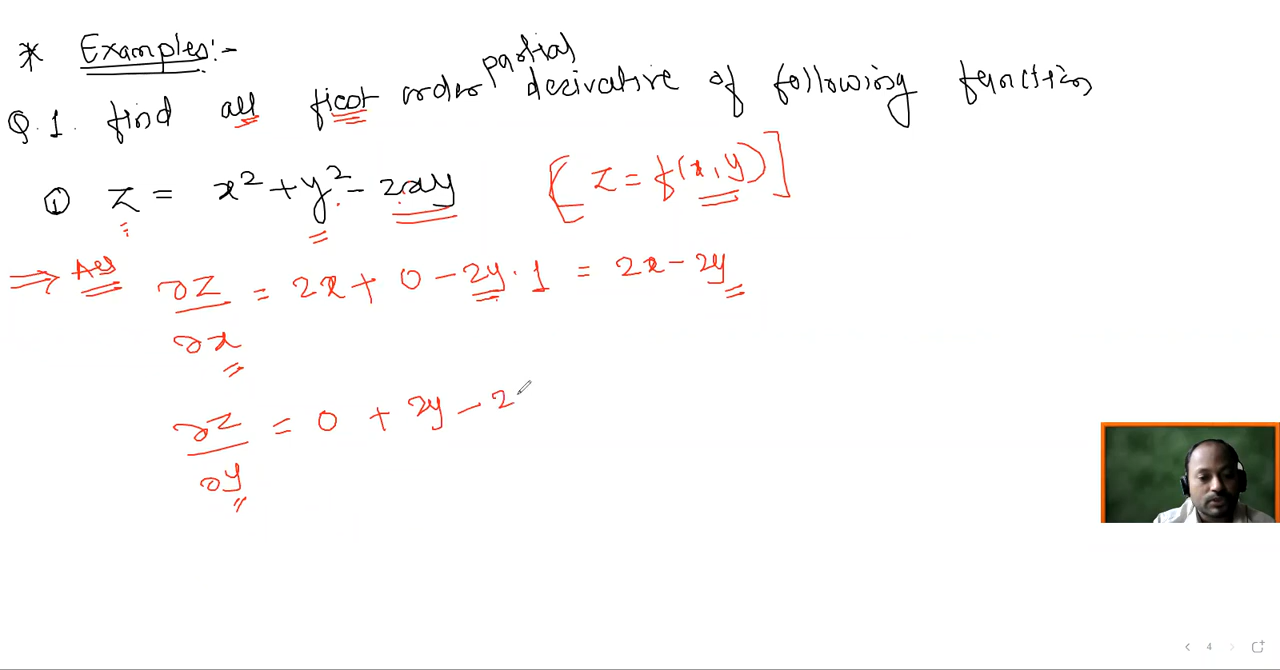 * Examples:-
Q.1. find all first order partial derivative of following function
① z = x² + y² - 2xy [z = f(x, y)]
⇒ Ans ∂z/∂x = 2x + 0 - 2y · 1 = 2x - 2y
∂z/∂y = 0 + 2y - 2
< 4 >